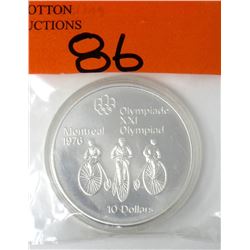 OTTON
UCTIONS
86
Olympiade
XXI
Olympiad
Montreal
1976
10 Dollars